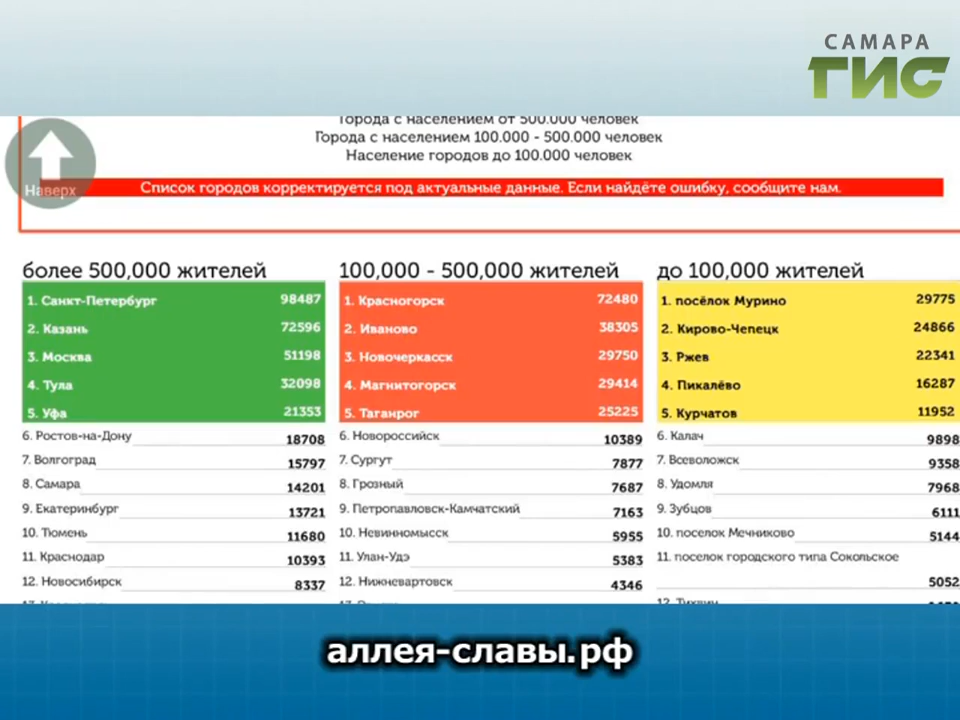 САМАРА
ГИС
Города с населением от 500.000 человек
Города с населением 100.000 - 500.000 человек
Население городов до 100.000 человек
Наверх
Список городов корректируется под актуальные данные. Если найдёте ошибку, сообщите нам.
более 500,000 жителей
1. Санкт-Петербург 98487
2. Казань 72596
3. Москва 51198
4. Тула 32098
5. Уфа 21353
6. Ростов-на-Дону 18708
7. Волгоград 15797
8. Самара 14201
9. Екатеринбург 13721
10. Тюмень 11680
11. Краснодар 10393
12. Новосибирск 8337
100,000 - 500,000 жителей
1. Красногорск 72480
2. Иваново 38305
3. Новочеркасск 29750
4. Магнитогорск 29414
5. Таганрог 25225
6. Новороссийск 10389
7. Сургут 7877
8. Грозный 7687
9. Петропавловск-Камчатский 7163
10. Невинномысск 5955
11. Улан-Удэ 5383
12. Нижневартовск 4346
до 100,000 жителей
1. посёлок Мурино 29775
2. Кирово-Чепецк 24866
3. Ржев 22341
4. Пикалёво 16287
5. Курчатов 11952
6. Калач 9898
7. Всеволожск 9358
8. Удомля 7968
9. Зубцов 6111
10. поселок Мечниково 5144
11. поселок городского типа Сокольское
5052
аллея-славы.рф